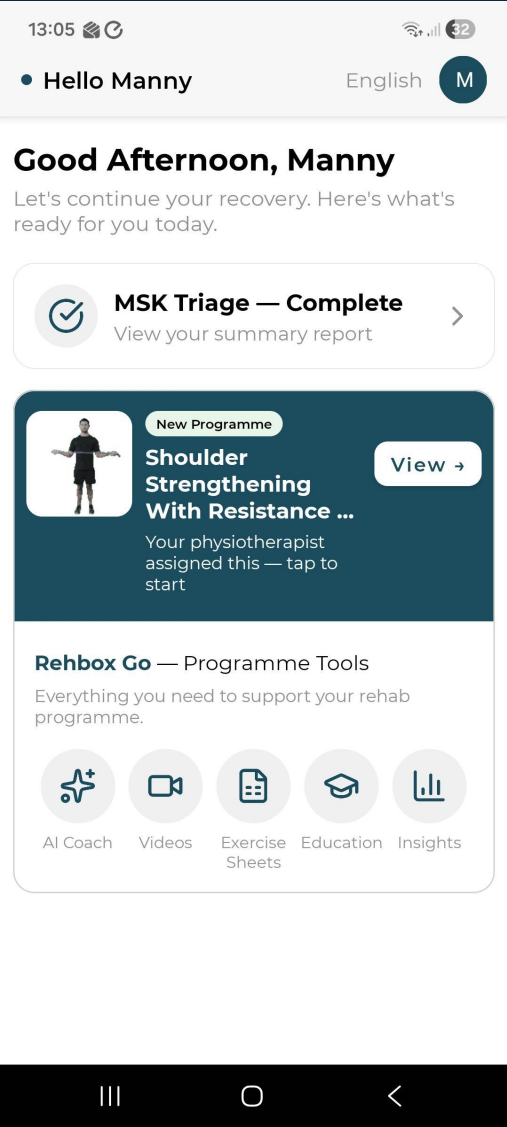 13:05
32
Hello Manny
English
M
Good Afternoon, Manny
Let's continue your recovery. Here's what's
ready for you today.
MSK Triage — Complete
View your summary report
New Programme
Shoulder
Strengthening
With Resistance ...
View →
Your physiotherapist
assigned this — tap to
start
Rehbox Go — Programme Tools
Everything you need to support your rehab
programme.
AI Coach
Videos
Exercise
Sheets
Education
Insights